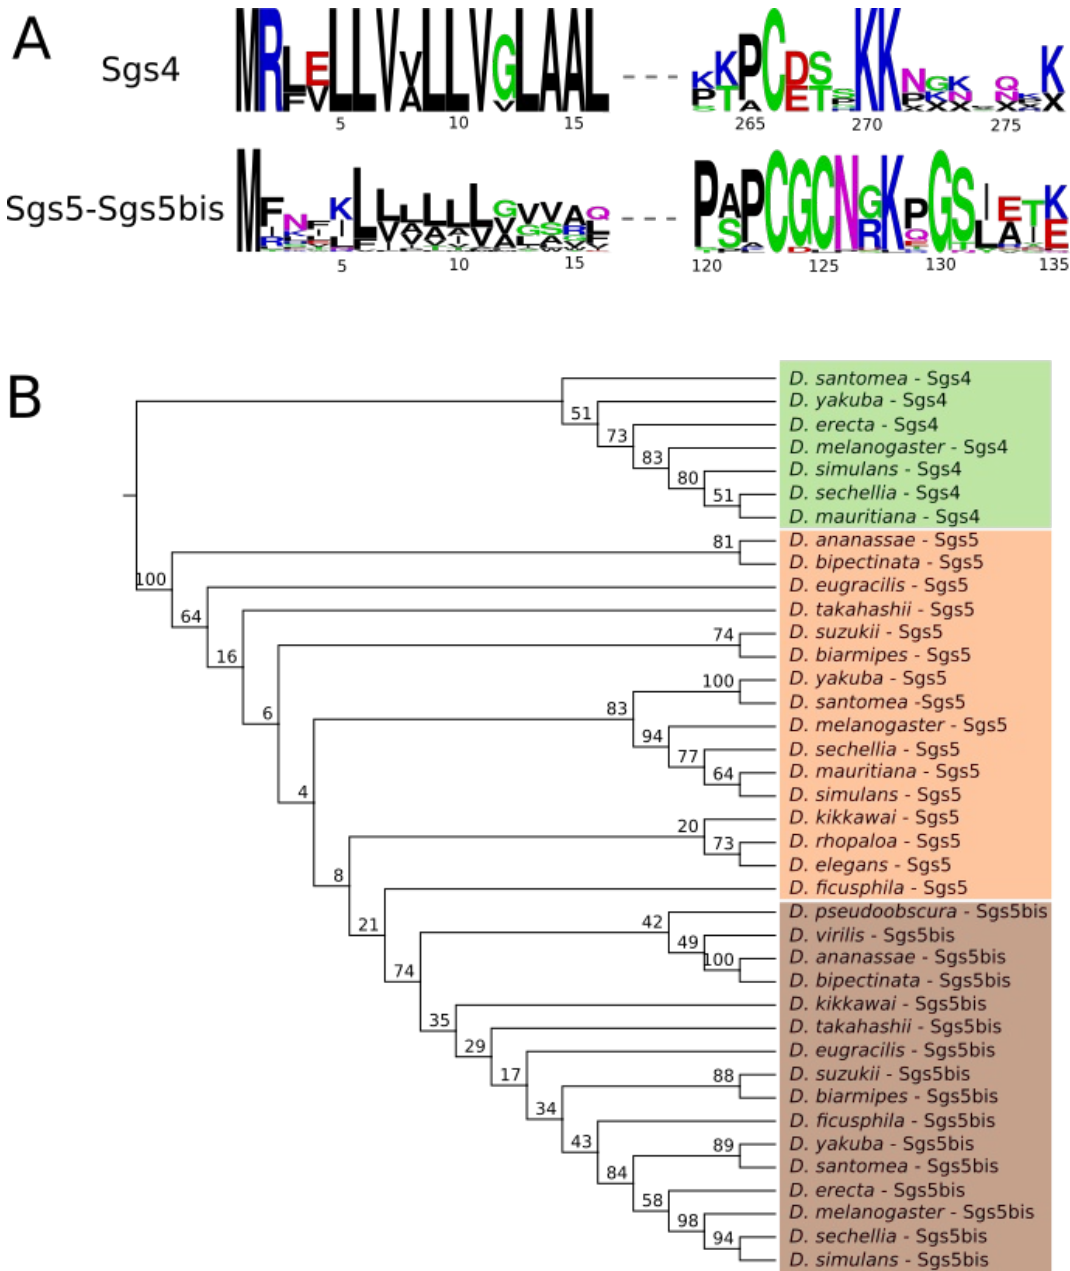 A
Sgs4
5 10 15
265 270 275
Sgs5-Sgs5bis
5 10 15
120 125 130 135
B
D. santomea - Sgs4
51
D. yakuba - Sgs4
73
D. erecta - Sgs4
83
D. melanogaster - Sgs4
80
D. simulans - Sgs4
51
D. sechellia - Sgs4
D. mauritiana - Sgs4
81
D. ananassae - Sgs5
100
D. bipectinata - Sgs5
64
D. eugracilis - Sgs5
16
D. takahashii - Sgs5
74
D. suzukii - Sgs5
6
D. biarmipes - Sgs5
100
D. yakuba - Sgs5
83
D. santomea -Sgs5
94
D. melanogaster - Sgs5
77
D. sechellia - Sgs5
64
D. mauritiana - Sgs5
4
D. simulans - Sgs5
20
D. kikkawai - Sgs5
73
D. rhopaloa - Sgs5
8
D. elegans - Sgs5
21
D. ficusphila - Sgs5
42
D. pseudoobscura - Sgs5bis
49
D. virilis - Sgs5bis
100
D. ananassae - Sgs5bis
74
D. bipectinata - Sgs5bis
35
D. kikkawai - Sgs5bis
29
D. takahashii - Sgs5bis
17
D. eugracilis - Sgs5bis
88
D. suzukii - Sgs5bis
34
D. biarmipes - Sgs5bis
43
D. ficusphila - Sgs5bis
89
D. yakuba - Sgs5bis
84
D. santomea - Sgs5bis
58
D. erecta - Sgs5bis
98
D. melanogaster - Sgs5bis
94
D. sechellia - Sgs5bis
D. simulans - Sgs5bis